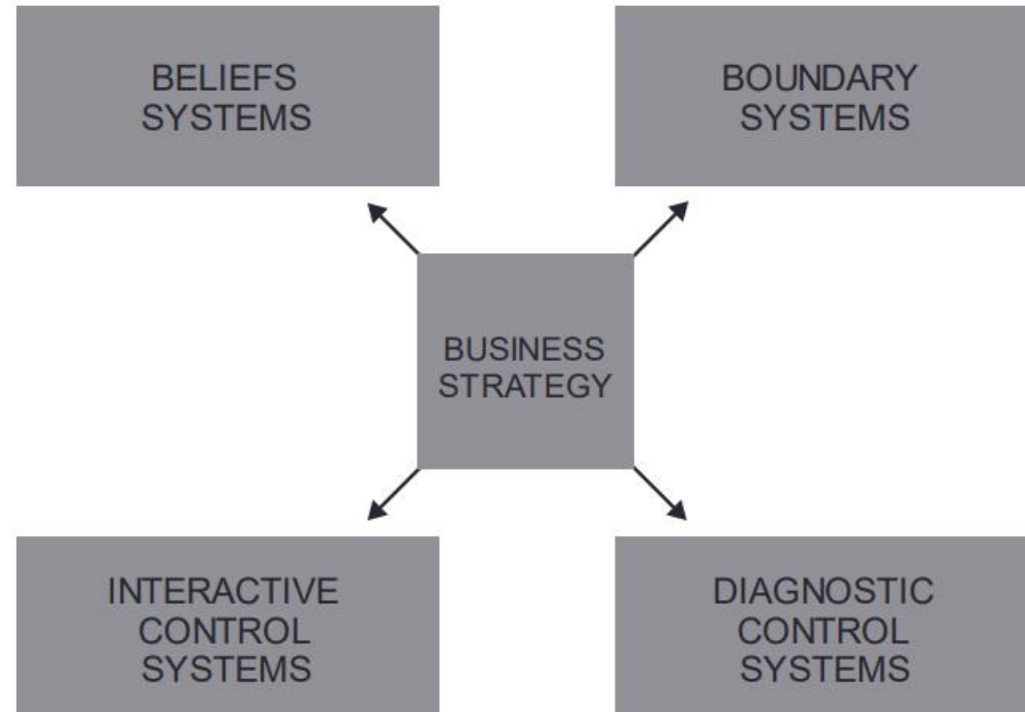 BELIEFS
SYSTEMS
BOUNDARY
SYSTEMS
BUSINESS
STRATEGY
INTERACTIVE
CONTROL
SYSTEMS
DIAGNOSTIC
CONTROL
SYSTEMS